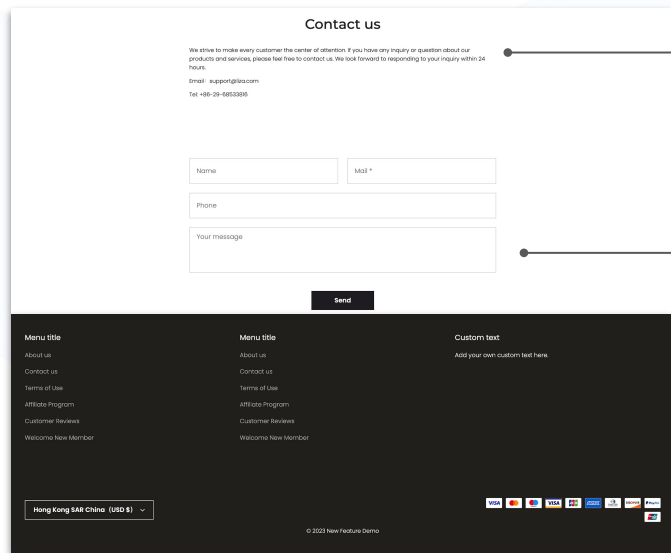 Contact us
We strive to make every customer the center of attention. If you have any inquiry or question about our
products and services, please feel free to contact us. We look forward to responding to your inquiry within 24
hours.
Email： support@liza.com
Tel: +86-29-68533816
Name
Mail *
Phone
Your message
Send
Menu title
About us
Contact us
Terms of Use
Affiliate Program
Customer Reviews
Welcome New Member
Menu title
About us
Contact us
Terms of Use
Affiliate Program
Customer Reviews
Welcome New Member
Custom text
Add your own custom text here.
Hong Kong SAR China（USD $）
VISA
VISA
JCB
DISCOVER
PayPal
© 2023 New Feature Demo